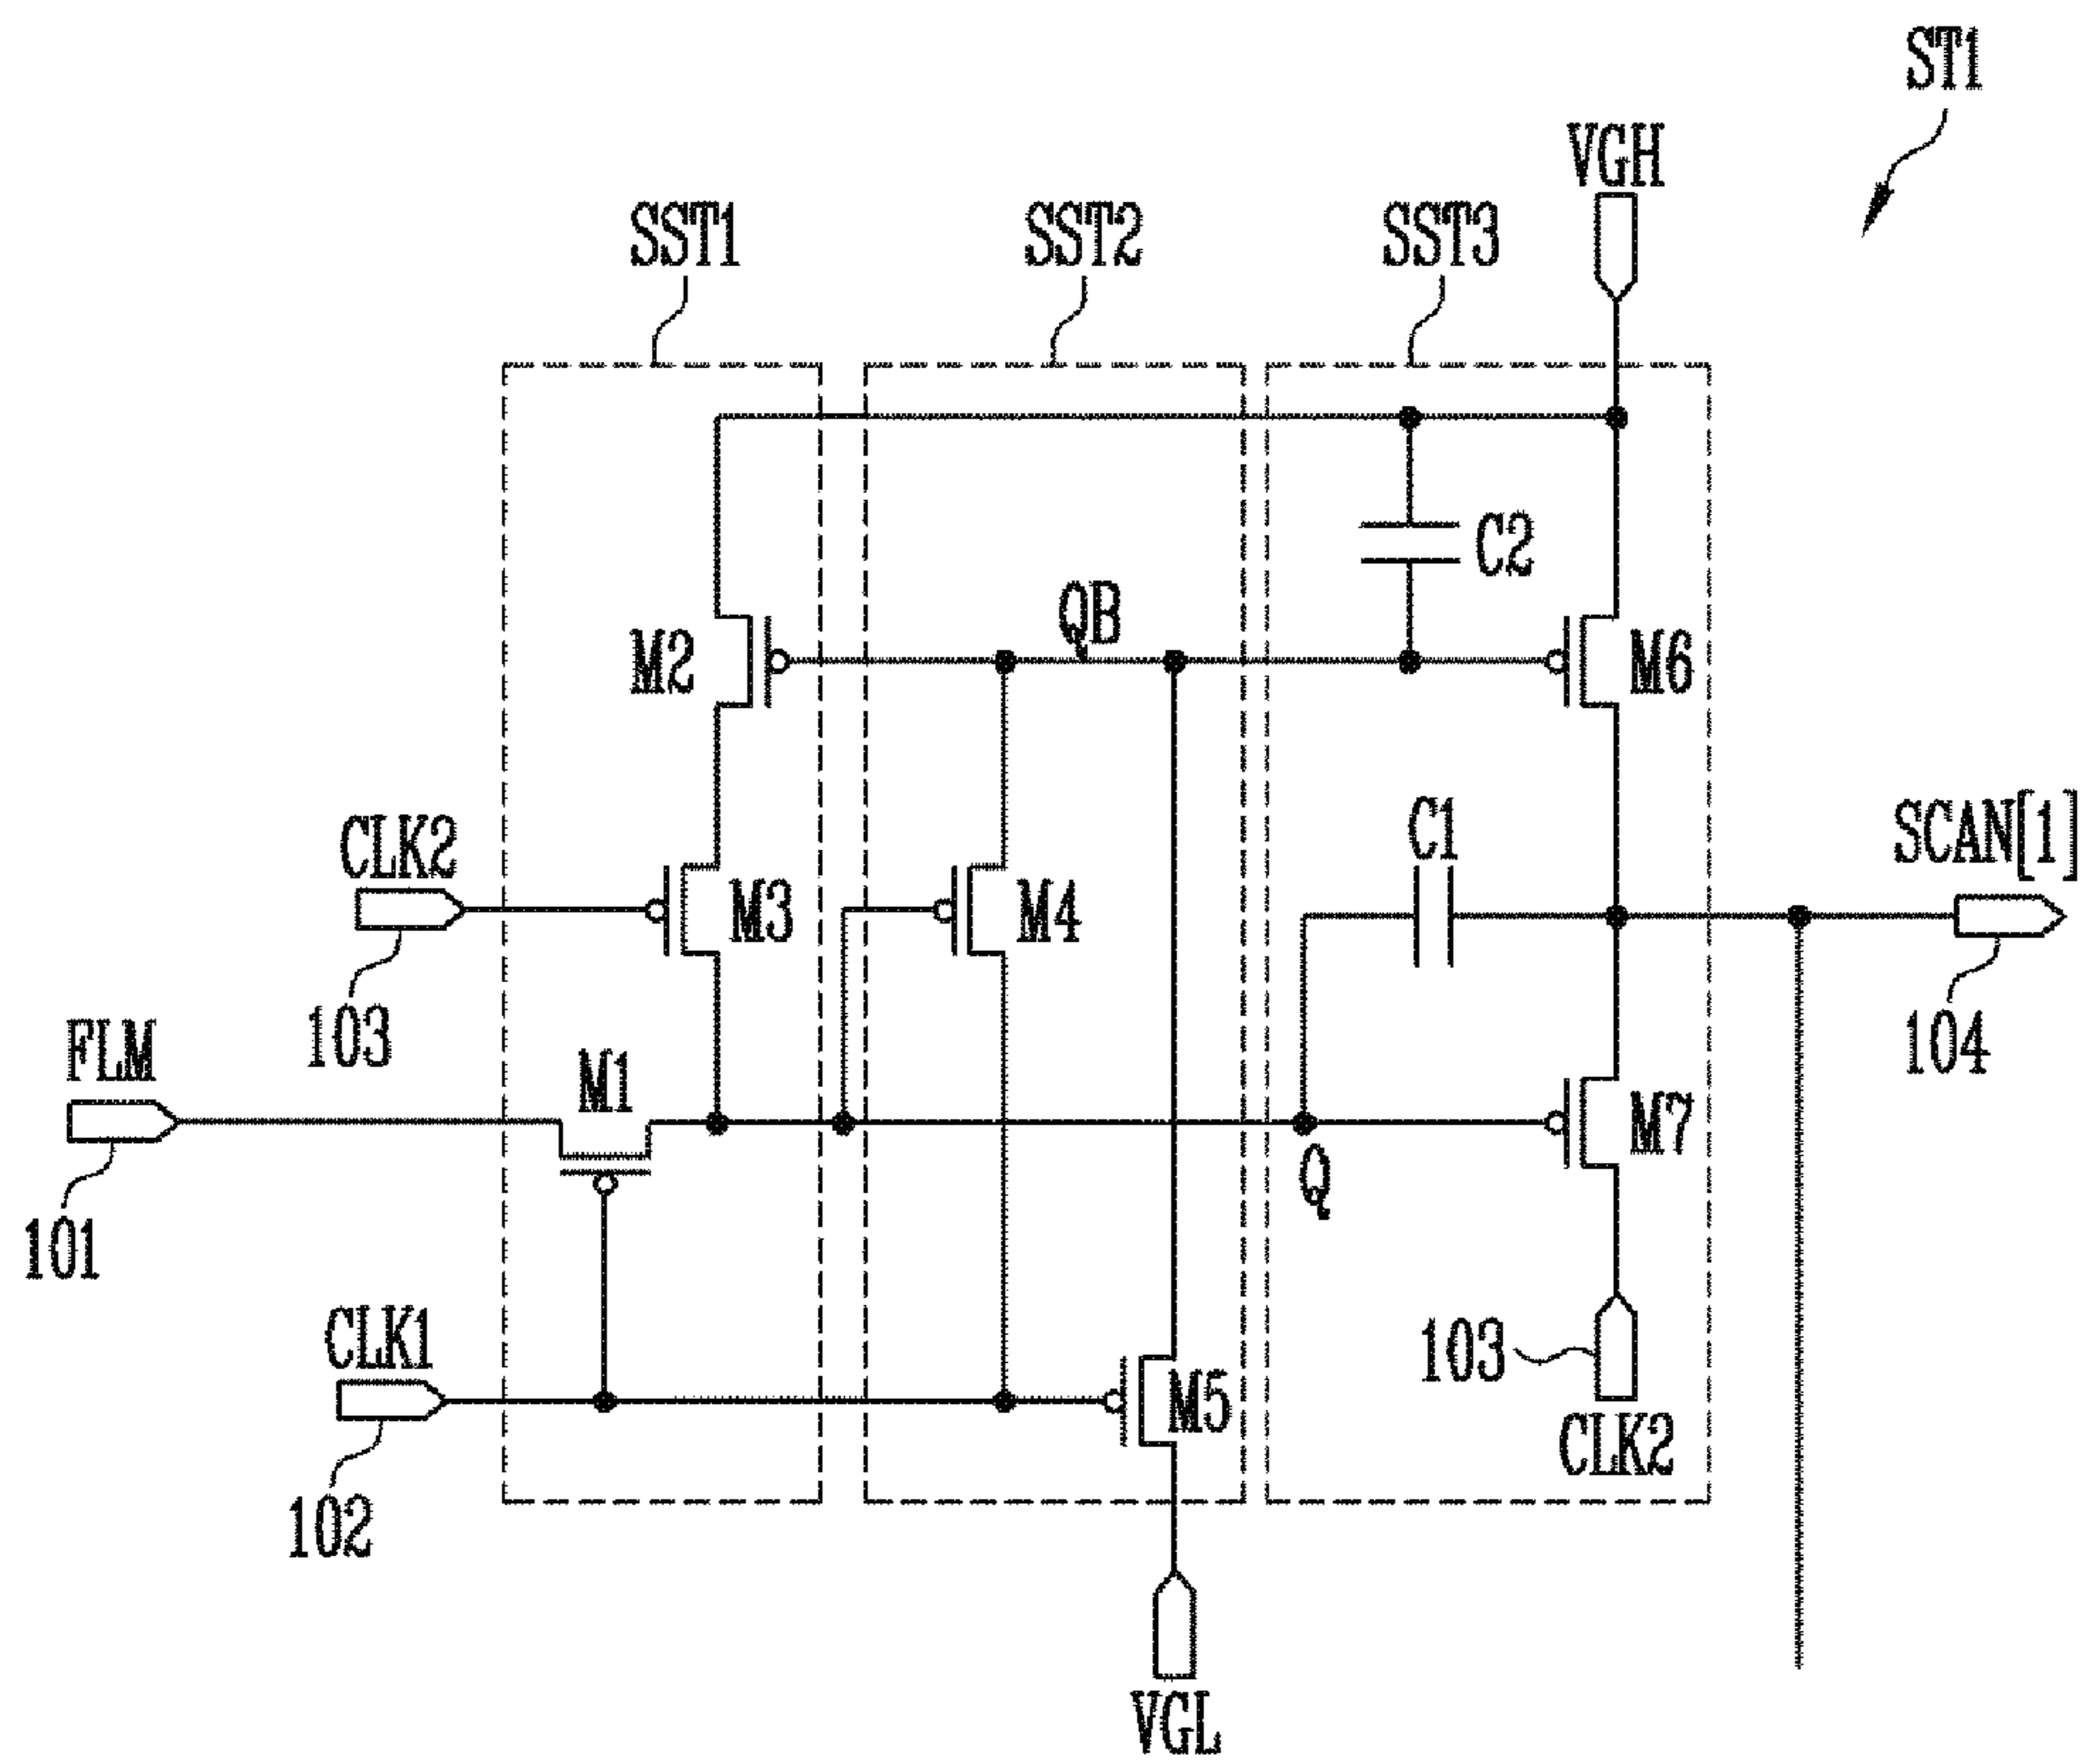 ST1
VGH
SST1
SST2
SST3
C2
QB
M2
M6
CLK2
C1
SCAN[1]
M3
M4
103
104
FLM
M1
M7
Q
101
CLK1
103
M5
CLK2
102
VGL